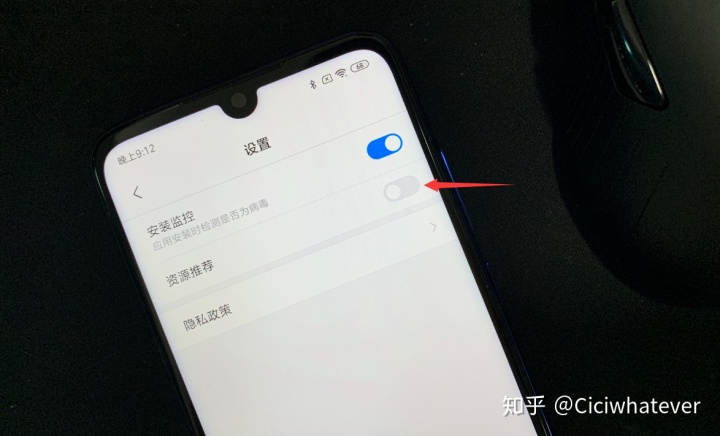 晚上9:12
68
设置
安装监控
应用安装时检测是否为病毒
资源推荐
隐私政策
知乎 @Ciciwhatever